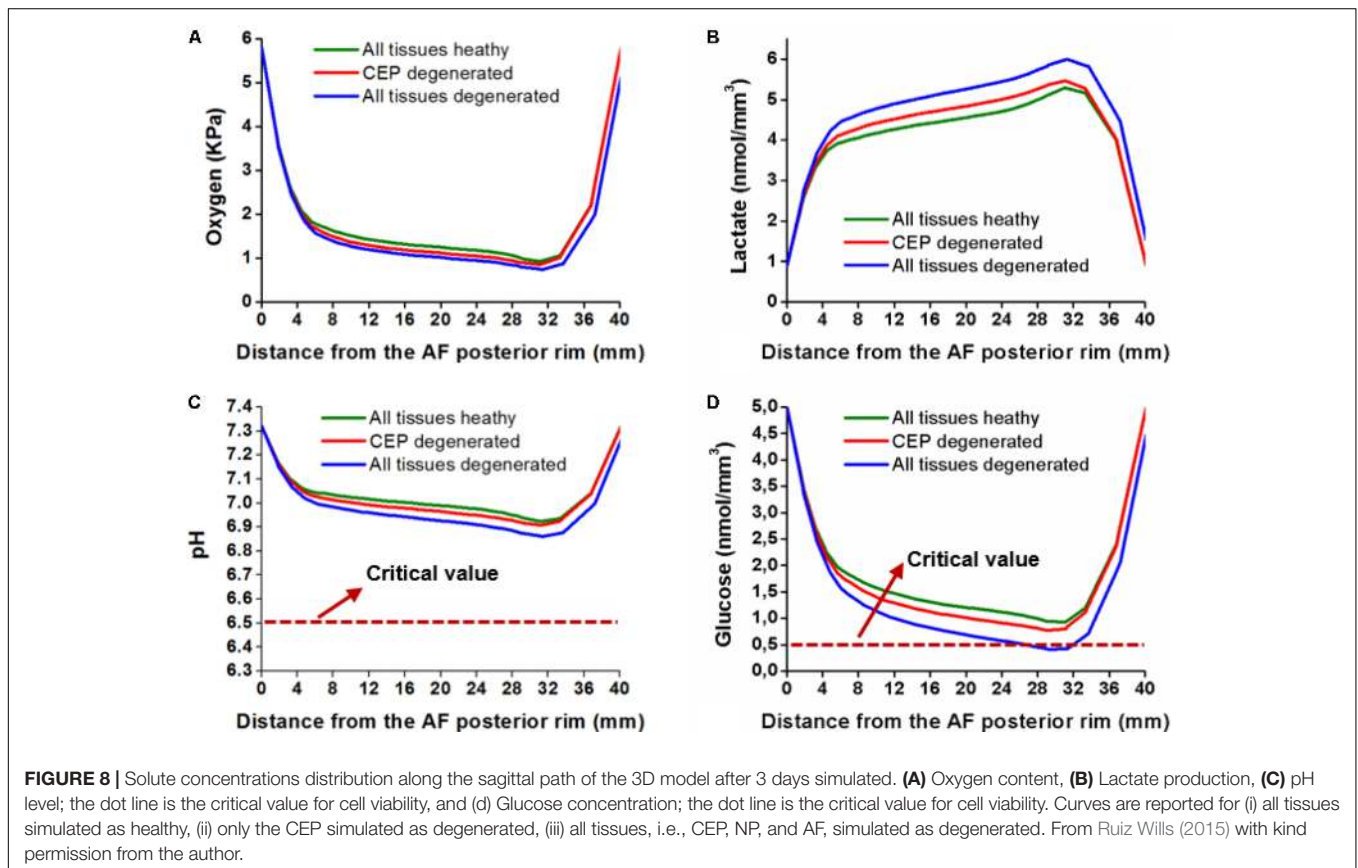 A
6
5
4
3
2
1
0
Oxygen (KPa)
All tissues heathy
CEP degenerated
All tissues degenerated
0 4 8 12 16 20 24 28 32 36 40
Distance from the AF posterior rim (mm)
B
6
5
4
3
2
1
0
Lactate (nmol/mm³)
All tissues heathy
CEP degenerated
All tissues degenerated
0 4 8 12 16 20 24 28 32 36 40
Distance from the AF posterior rim (mm)
C
7.4
7.3
7.2
7.1
7.0
6.9
6.8
6.7
6.6
6.5
6.4
6.3
pH
All tissues heathy
CEP degenerated
All tissues degenerated
Critical value
0 4 8 12 16 20 24 28 32 36 40
Distance from the AF posterior rim (mm)
D
5,0
4,5
4,0
3,5
3,0
2,5
2,0
1,5
1,0
0,5
0,0
Glucose (nmol/mm³)
All tissues heathy
CEP degenerated
All tissues degenerated
Critical value
0 4 8 12 16 20 24 28 32 36 40
Distance from the AF posterior rim (mm)
FIGURE 8 | Solute concentrations distribution along the sagittal path of the 3D model after 3 days simulated. (A) Oxygen content, (B) Lactate production, (C) pH
level; the dot line is the critical value for cell viability, and (d) Glucose concentration; the dot line is the critical value for cell viability. Curves are reported for (i) all tissues
simulated as healthy, (ii) only the CEP simulated as degenerated, (iii) all tissues, i.e., CEP, NP, and AF, simulated as degenerated. From Ruiz Wills (2015) with kind
permission from the author.